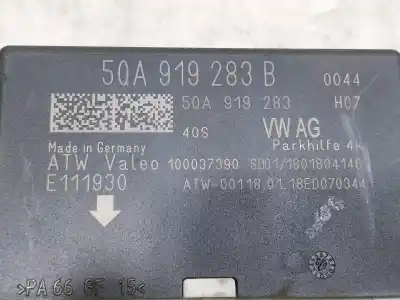 5QA 919 283 B 0044
5QA 919 283 H07
40S VW AG
Made in Germany Parkhilfe 4K
ATW Valeo 100037390 SD01/1801804146
E111930 ATW-00118.01.18ED070344
>PA 66 GF 15<